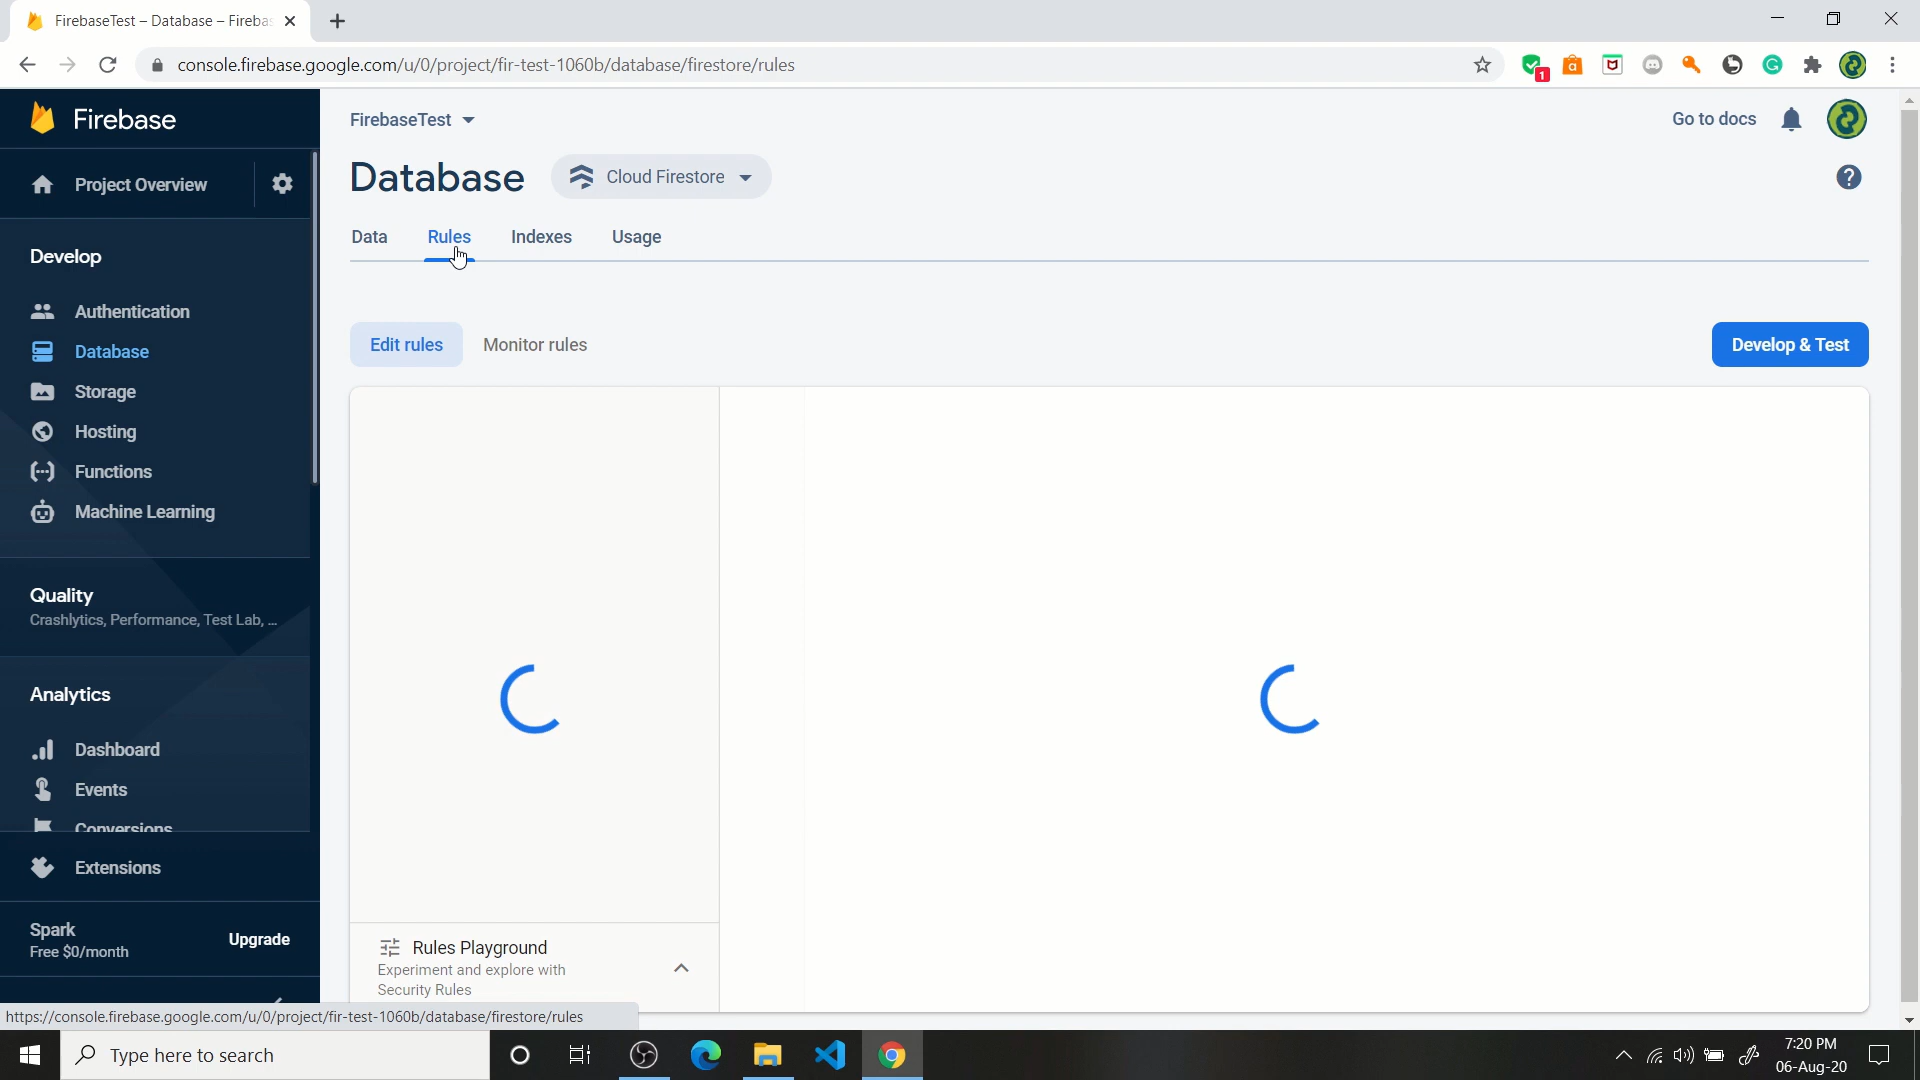 FirebaseTest – Database – Fireba
console.firebase.google.com/u/0/project/fir-test-1060b/database/firestore/rules
1
Firebase
FirebaseTest
Go to docs
Project Overview
Database
Cloud Firestore
Data
Rules
Indexes
Usage
Develop
Authentication
Database
Storage
Hosting
Functions
Machine Learning
Edit rules
Monitor rules
Develop & Test
Quality
Crashlytics, Performance, Test Lab, ...
Analytics
Dashboard
Events
Conversions
Extensions
Spark
Free $0/month
Upgrade
Rules Playground
Experiment and explore with
Security Rules
https://console.firebase.google.com/u/0/project/fir-test-1060b/database/firestore/rules
Type here to search
7:20 PM
06-Aug-20